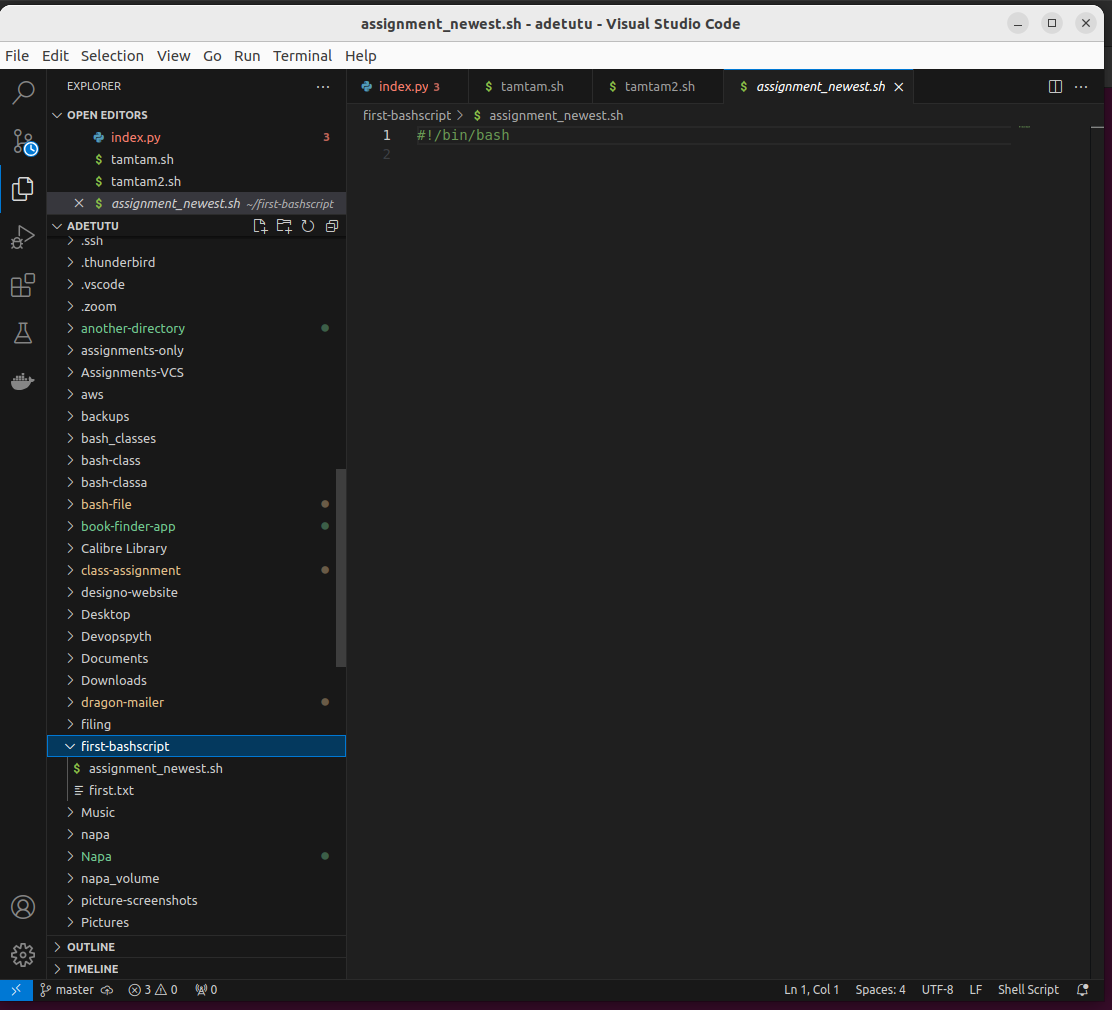 assignment_newest.sh - adetutu - Visual Studio Code
File Edit Selection View Go Run Terminal Help
EXPLORER
OPEN EDITORS
index.py 3
$ tamtam.sh
$ tamtam2.sh
$ assignment_newest.sh ~/first-bashscript
ADETUTU
.ssh
.thunderbird
.vscode
.zoom
another-directory
assignments-only
Assignments-VCS
aws
backups
bash_classes
bash-class
bash-classa
bash-file
book-finder-app
Calibre Library
class-assignment
designo-website
Desktop
Devopspyth
Documents
Downloads
dragon-mailer
filing
first-bashscript
$ assignment_newest.sh
first.txt
Music
napa
Napa
napa_volume
picture-screenshots
Pictures
OUTLINE
TIMELINE
index.py 3 $ tamtam.sh $ tamtam2.sh $ assignment_newest.sh
first-bashscript > $ assignment_newest.sh
1 #!/bin/bash
2
master 3 0 0 Ln 1, Col 1 Spaces: 4 UTF-8 LF Shell Script